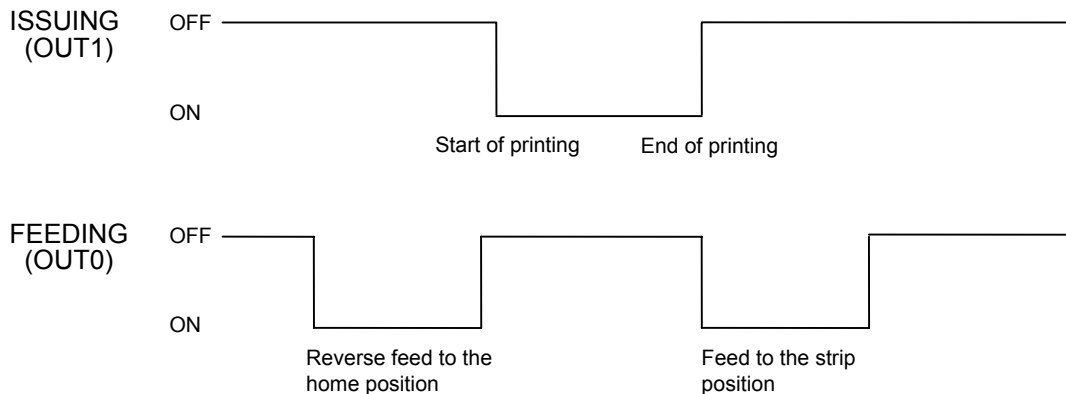 ISSUING
(OUT1)
OFF
ON
Start of printing
End of printing
FEEDING
(OUT0)
OFF
ON
Reverse feed to the
home position
Feed to the strip
position